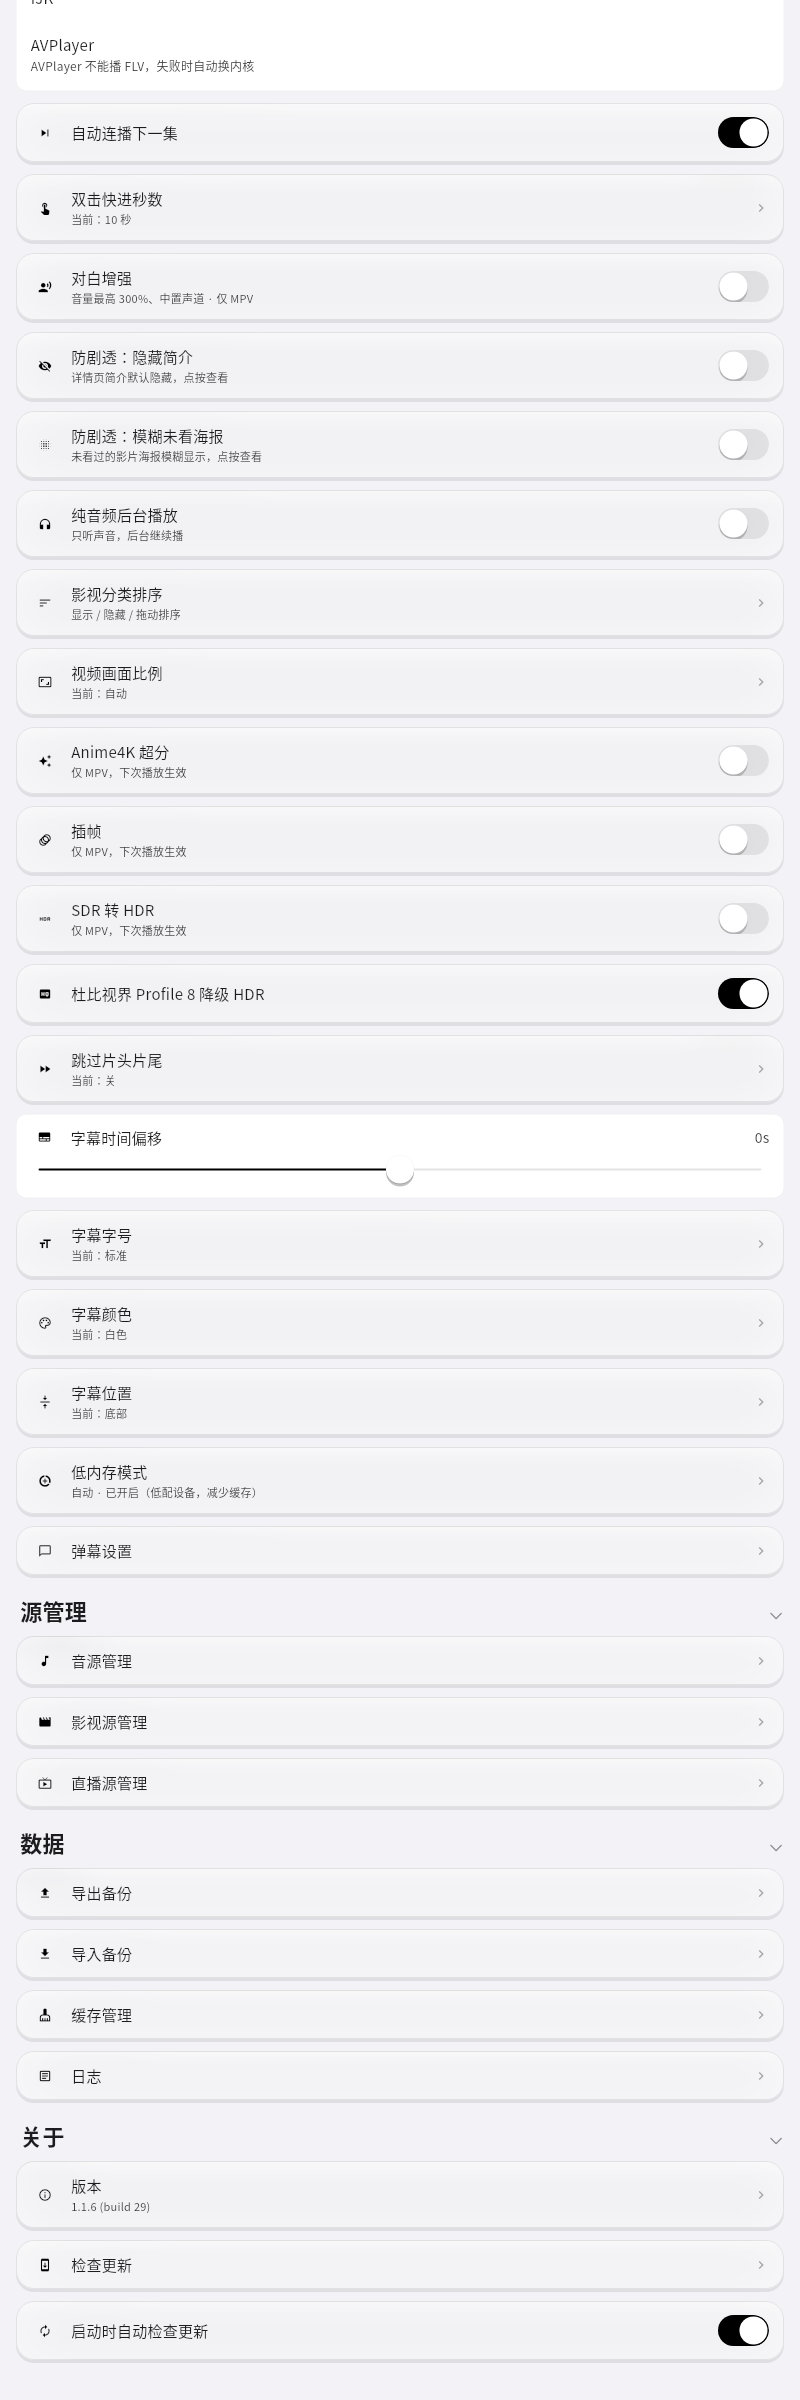 AVPlayer
AVPlayer 不能播 FLV，失败时自动换内核
自动连播下一集
双击快进秒数
当前：10 秒
对白增强
音量最高 300%、中置声道 · 仅 MPV
防剧透：隐藏简介
详情页简介默认隐藏，点按查看
防剧透：模糊未看海报
未看过的影片海报模糊显示，点按查看
纯音频后台播放
只听声音，后台继续播
影视分类排序
显示 / 隐藏 / 拖动排序
视频画面比例
当前：自动
Anime4K 超分
仅 MPV，下次播放生效
插帧
仅 MPV，下次播放生效
SDR 转 HDR
仅 MPV，下次播放生效
杜比视界 Profile 8 降级 HDR
跳过片头片尾
当前：关
字幕时间偏移
0s
字幕字号
当前：标准
字幕颜色
当前：白色
字幕位置
当前：底部
低内存模式
自动 · 已开启（低配设备，减少缓存）
弹幕设置
源管理
音源管理
影视源管理
直播源管理
数据
导出备份
导入备份
缓存管理
日志
关于
版本
1.1.6 (build 29)
检查更新
启动时自动检查更新